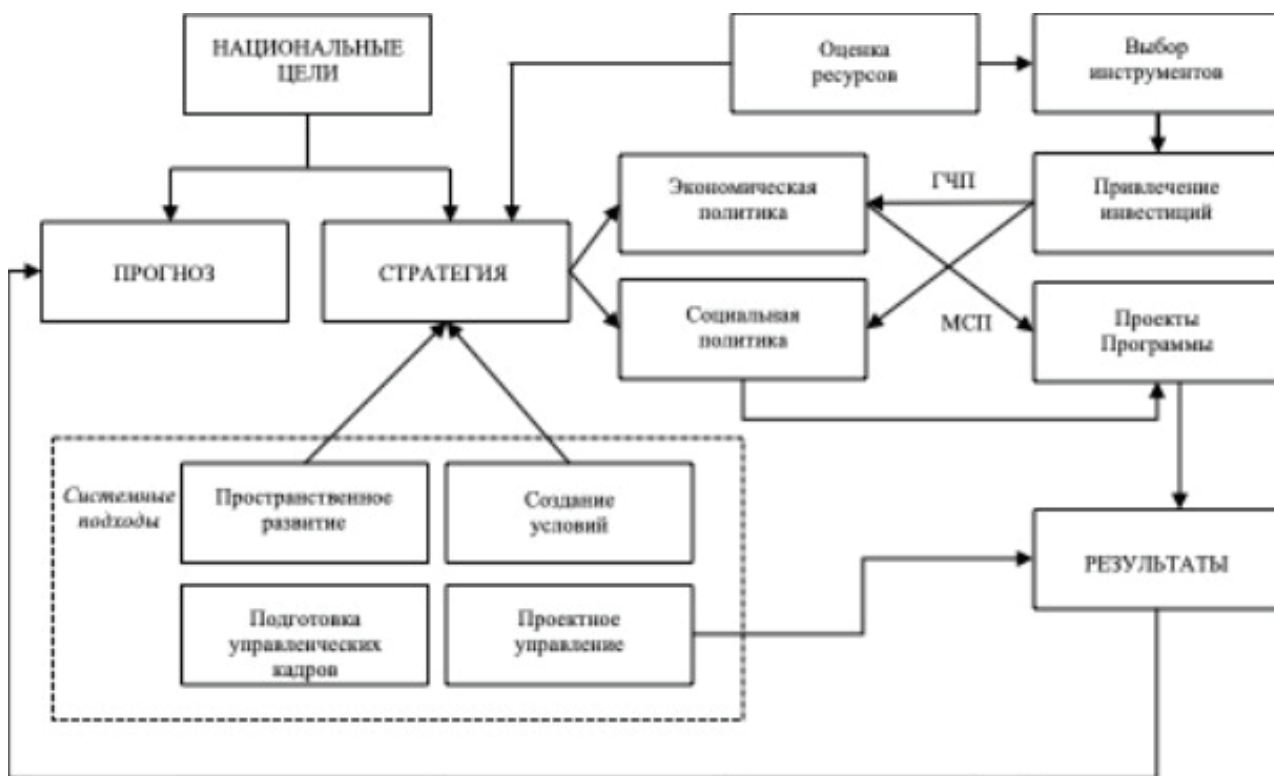 НАЦИОНАЛЬНЫЕ
ЦЕЛИ
Оценка
ресурсов
Выбор
инструментов
Экономическая
политика
ГЧП
Привлечение
инвестиций
ПРОГНОЗ
СТРАТЕГИЯ
Социальная
политика
МСП
Проекты
Программы
Системные
подходы
Пространственное
развитие
Создание
условий
РЕЗУЛЬТАТЫ
Подготовка
управленческих
кадров
Проектное
управление